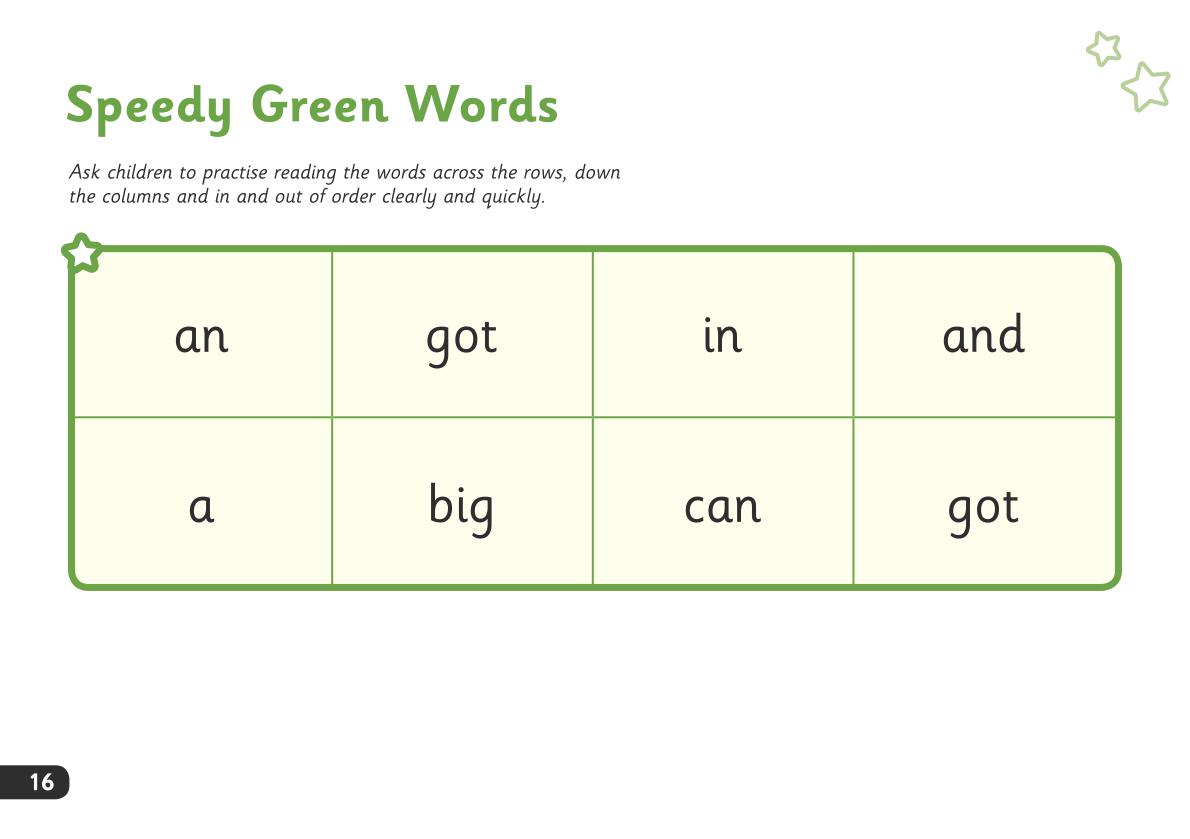 Speedy Green Words
Ask children to practise reading the words across the rows, down
the columns and in and out of order clearly and quickly.
an got in and
a big can got
16